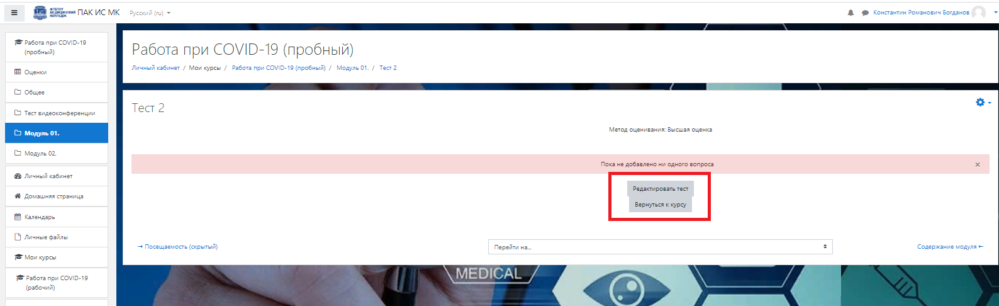 ФГБПОУ
МЕДИЦИНСКИЙ
КОЛЛЕДЖ
ПАК ИС МК
Русский (ru)
Константин Романович Богданов
Работа при COVID-19
(пробный)
Оценки
Общее
Тест видеоконференции
Модуль 01.
Модуль 02.
Личный кабинет
Домашняя страница
Календарь
Личные файлы
Мои курсы
Работа при COVID-19
(рабочий)
Работа при COVID-19 (пробный)
Личный кабинет / Мои курсы / Работа при COVID-19 (пробный) / Модуль 01. / Тест 2
Тест 2
Метод оценивания: Высшая оценка
Пока не добавлено ни одного вопроса ×
Редактировать тест
Вернуться к курсу
→ Посещаемость (скрытый)
Перейти на...
Содержание модуля ←
MEDICAL